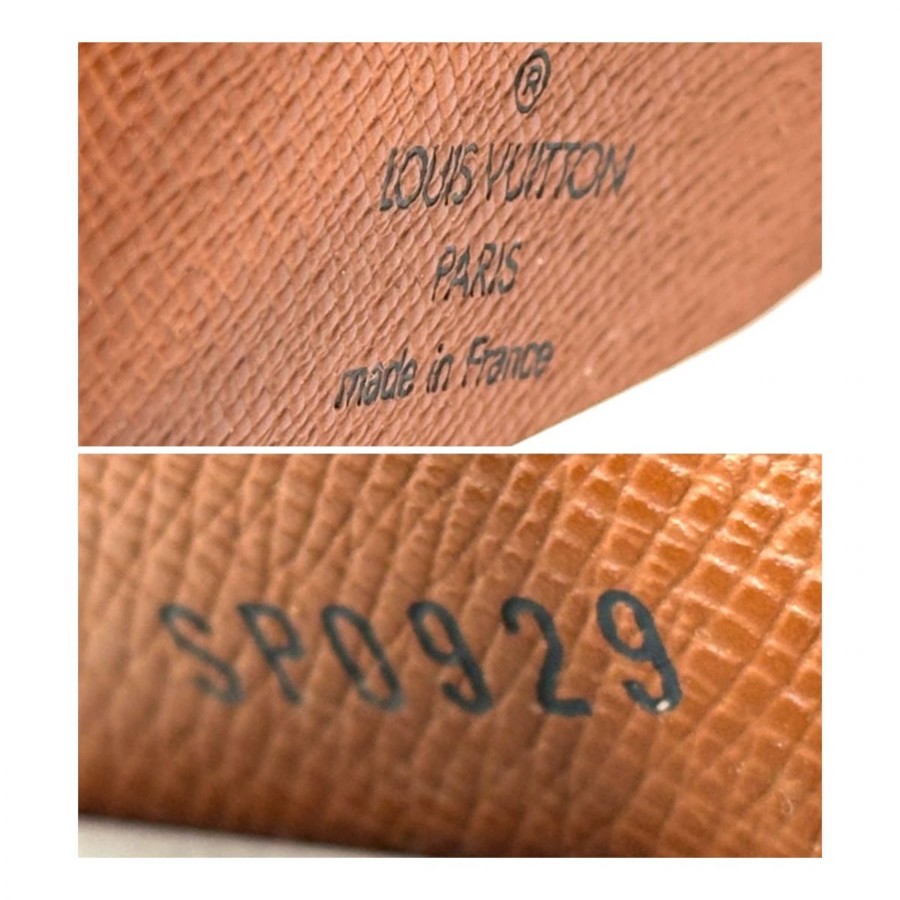 ®
LOUIS VUITTON
PARIS
made in France
SP0929